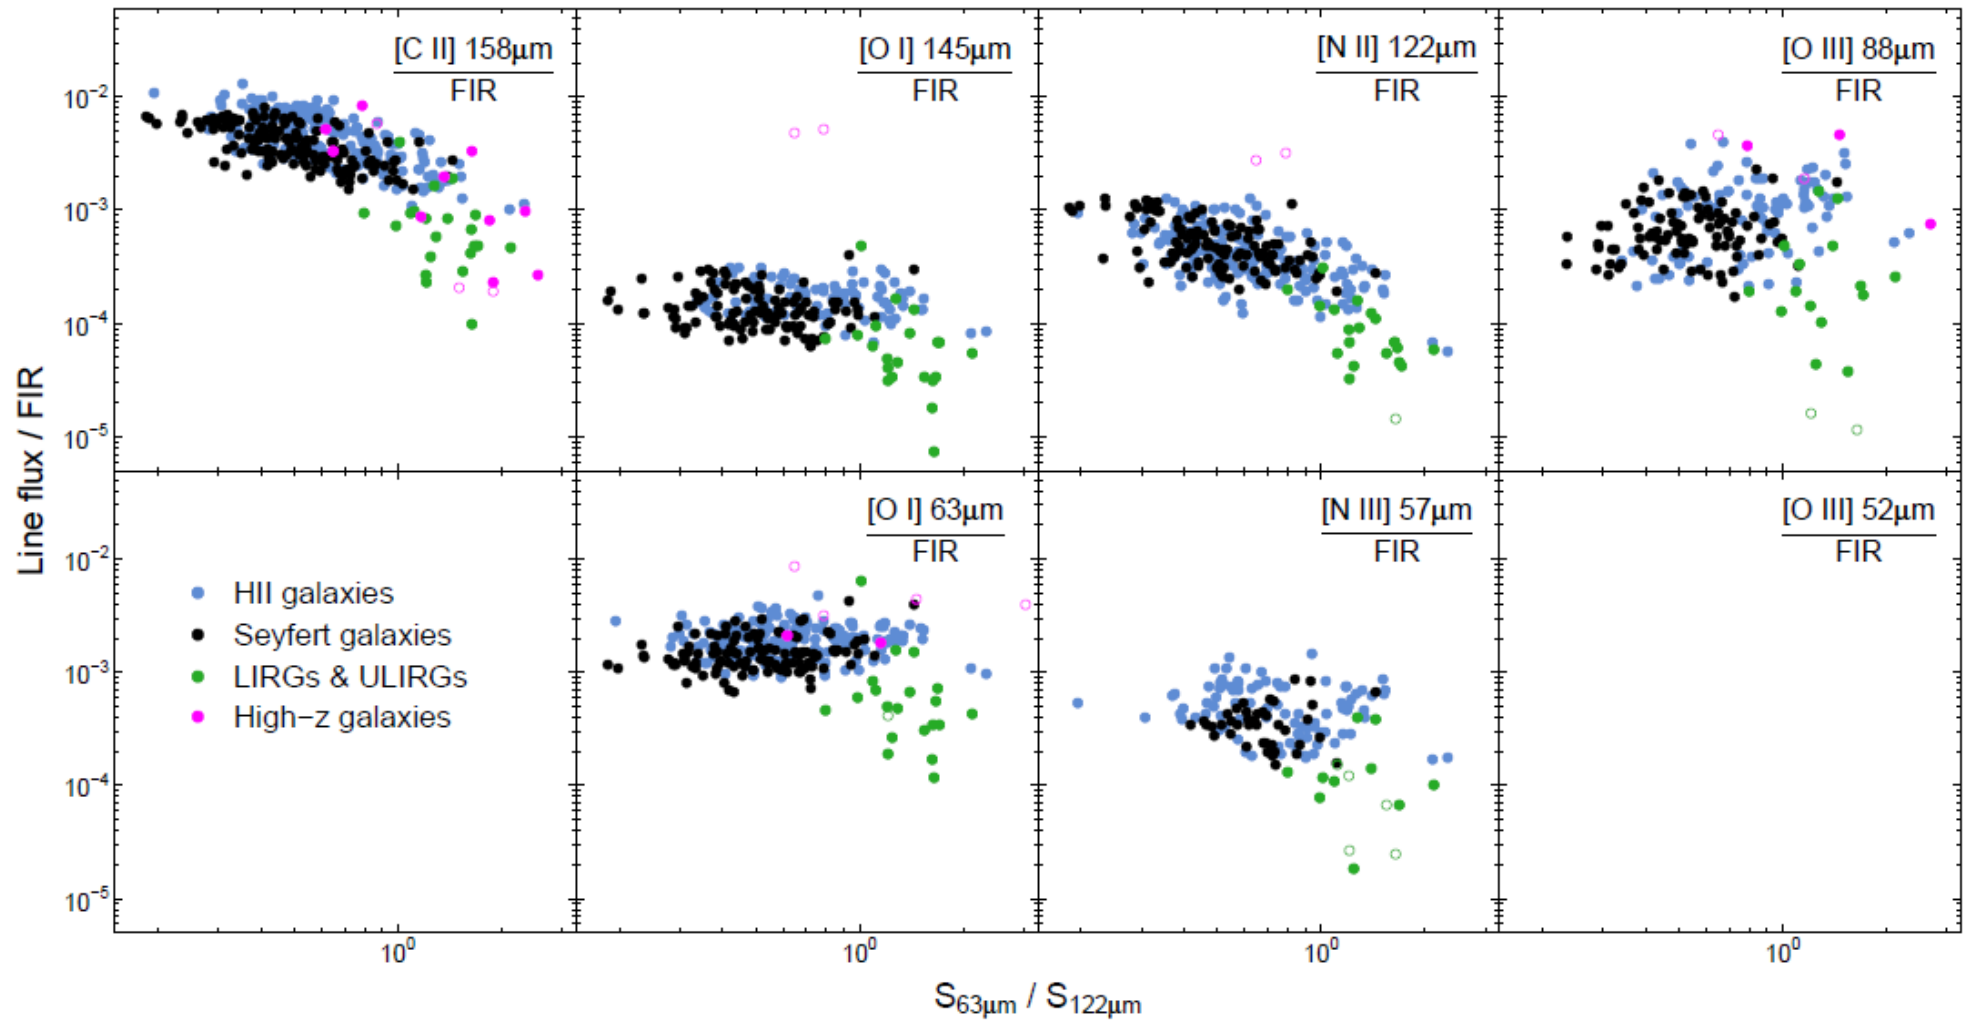 [C II] 158μm
FIR
[O I] 145μm
FIR
[N II] 122μm
FIR
[O III] 88μm
FIR
10⁻²
10⁻³
10⁻⁴
10⁻⁵
Line flux / FIR
[O I] 63μm
FIR
[N III] 57μm
FIR
[O III] 52μm
FIR
10⁻²
10⁻³
10⁻⁴
10⁻⁵
HII galaxies
Seyfert galaxies
LIRGs & ULIRGs
High−z galaxies
10⁰
10⁰
10⁰
10⁰
S₆₃μm / S₁₂₂μm